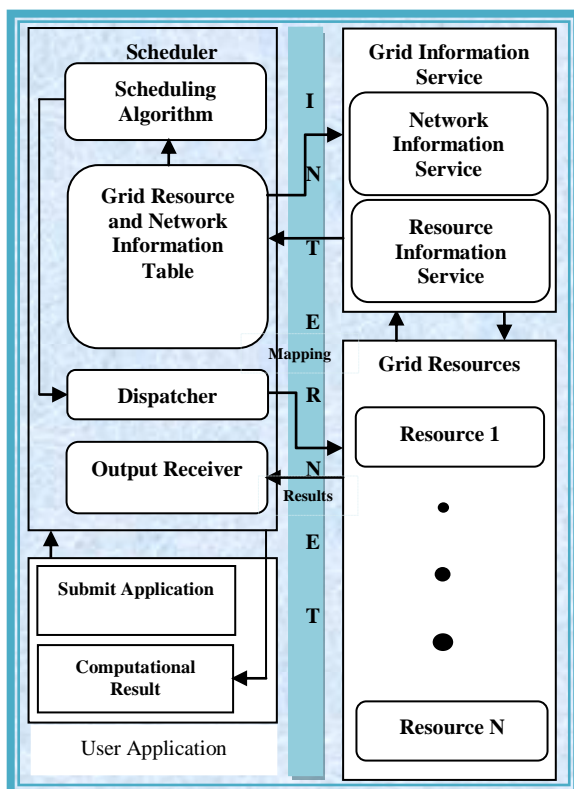 Scheduler
Scheduling
Algorithm
Grid Resource
and Network
Information
Table
Dispatcher
Output Receiver
Submit Application
Computational
Result
User Application
I
N
T
E
R
N
E
T
Mapping
Results
Grid Information
Service
Network
Information
Service
Resource
Information
Service
Grid Resources
Resource 1
Resource N